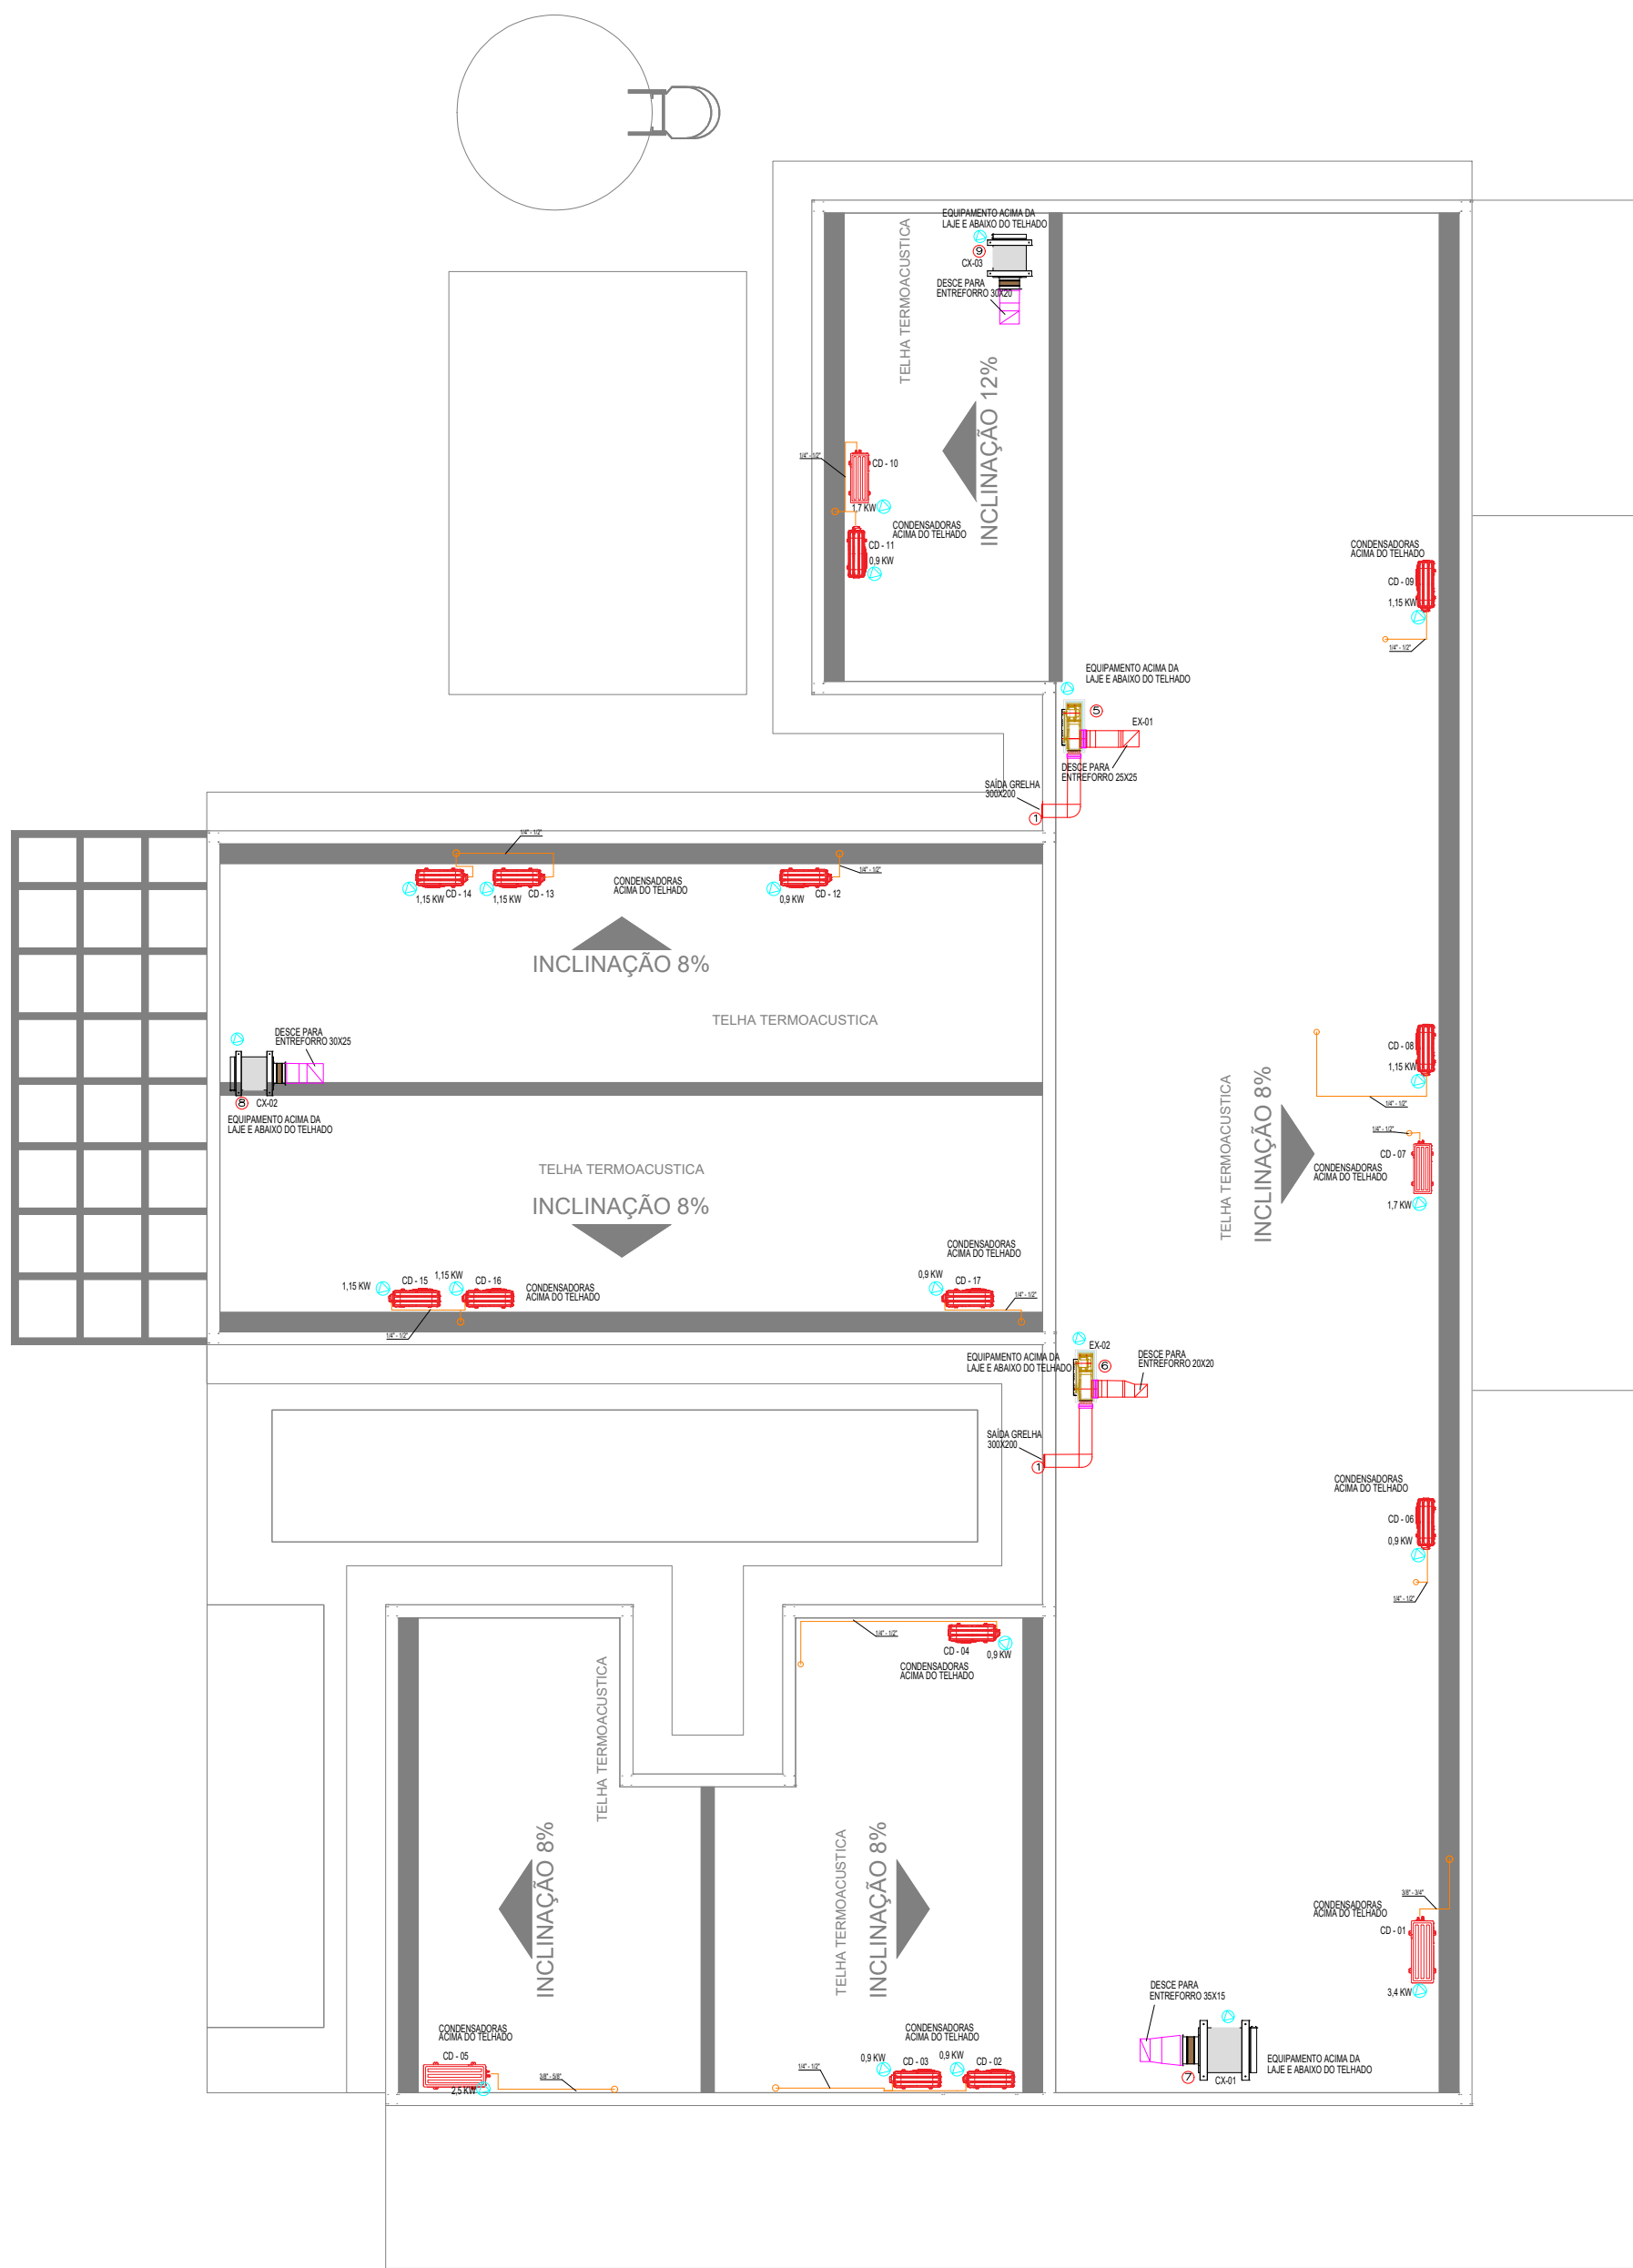 EQUIPAMENTO ACIMA DA
LAJE E ABAIXO DO TELHADO
9
CX-03
DESCE PARA
ENTREFORRO 30X20
TELHA TERMOACUSTICA
INCLINAÇÃO 12%
1/4" - 1/2"
CD - 10
1,7 KW
CONDENSADORAS
ACIMA DO TELHADO
CD - 11
0,9 KW
CONDENSADORAS
ACIMA DO TELHADO
CD - 09
1,15 KW
1/4" - 1/2"
EQUIPAMENTO ACIMA DA
LAJE E ABAIXO DO TELHADO
5
EX-01
DESCE PARA
ENTREFORRO 25X25
SAÍDA GRELHA
300X200
1
1/4" - 1/2"
1/4" - 1/2"
CD - 14
1,15 KW
CD - 13
1,15 KW
CONDENSADORAS
ACIMA DO TELHADO
CD - 12
0,9 KW
INCLINAÇÃO 8%
TELHA TERMOACUSTICA
DESCE PARA
ENTREFORRO 30X25
8
CX-02
EQUIPAMENTO ACIMA DA
LAJE E ABAIXO DO TELHADO
CD - 08
1,15 KW
1/4" - 1/2"
1/4" - 1/2"
CD - 07
CONDENSADORAS
ACIMA DO TELHADO
1,7 KW
TELHA TERMOACUSTICA
INCLINAÇÃO 8%
TELHA TERMOACUSTICA
INCLINAÇÃO 8%
1,15 KW
CD - 15
1,15 KW
CD - 16
CONDENSADORAS
ACIMA DO TELHADO
1/4" - 1/2"
CONDENSADORAS
ACIMA DO TELHADO
0,9 KW
CD - 17
1/4" - 1/2"
EX-02
EQUIPAMENTO ACIMA DA
LAJE E ABAIXO DO TELHADO
6
DESCE PARA
ENTREFORRO 20X20
SAÍDA GRELHA
300X200
1
CONDENSADORAS
ACIMA DO TELHADO
CD - 06
0,9 KW
1/4" - 1/2"
1/4" - 1/2"
CD - 04
0,9 KW
CONDENSADORAS
ACIMA DO TELHADO
TELHA TERMOACUSTICA
INCLINAÇÃO 8%
TELHA TERMOACUSTICA
INCLINAÇÃO 8%
3/8" - 3/4"
CONDENSADORAS
ACIMA DO TELHADO
CD - 01
3,4 KW
DESCE PARA
ENTREFORRO 35X15
EQUIPAMENTO ACIMA DA
LAJE E ABAIXO DO TELHADO
7
CX-01
CONDENSADORAS
ACIMA DO TELHADO
CD - 05
2,5 KW
3/8" - 5/8"
CONDENSADORAS
ACIMA DO TELHADO
0,9 KW
CD - 03
0,9 KW
CD - 02
1/4" - 1/2"